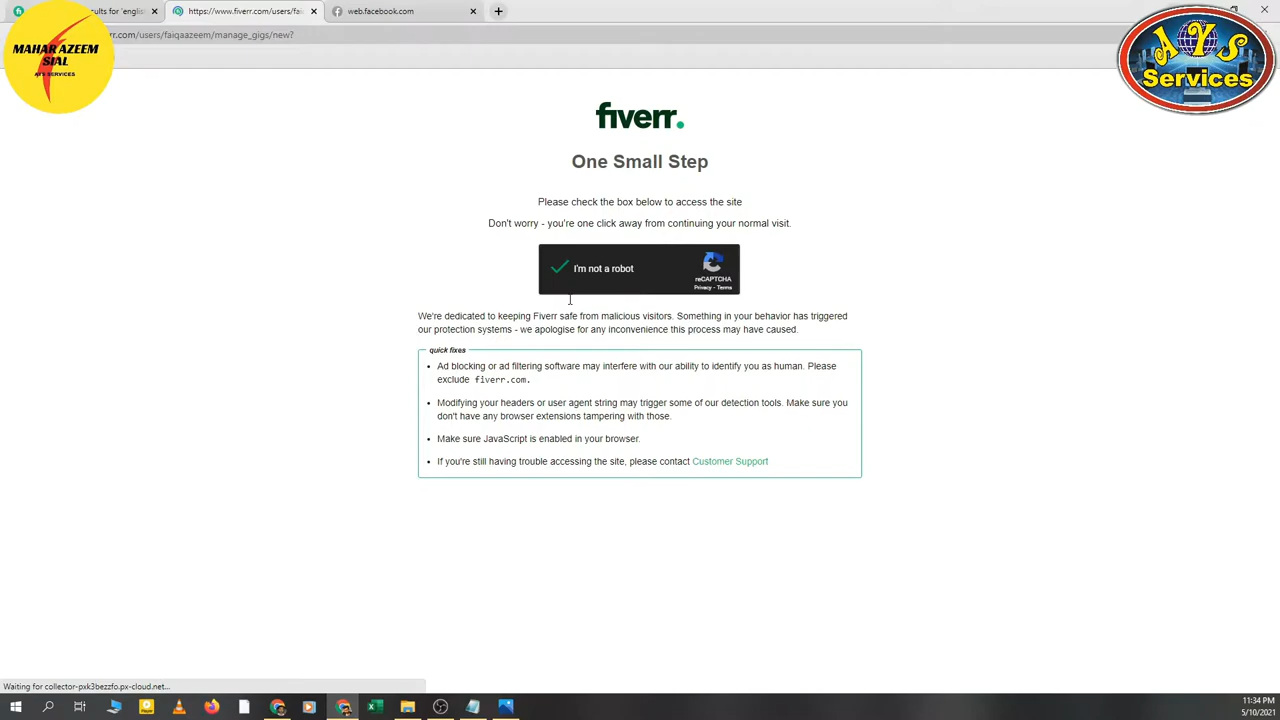 ults for 'englis
https://www.fiverr.com/users/fa
web.facebook.com
rr.com/users/faiqaazeem/manage_gigs/new?
MAHAR AZEEM
SIAL
AYS SERVICES
AYS
Services
fiverr.
One Small Step
Please check the box below to access the site
Don't worry - you're one click away from continuing your normal visit.
I'm not a robot
reCAPTCHA
Privacy - Terms
We're dedicated to keeping Fiverr safe from malicious visitors. Something in your behavior has triggered
our protection systems - we apologise for any inconvenience this process may have caused.
quick fixes
Ad blocking or ad filtering software may interfere with our ability to identify you as human. Please
exclude fiverr.com.
Modifying your headers or user agent string may trigger some of our detection tools. Make sure you
don't have any browser extensions tampering with those.
Make sure JavaScript is enabled in your browser.
If you're still having trouble accessing the site, please contact Customer Support
Waiting for collector-pxk3bezzfo.px-cloud.net...
11:34 PM
5/10/2021